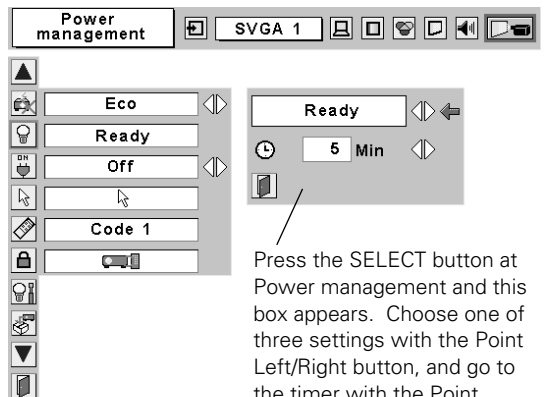 Power
management
SVGA 1
Eco
Ready
ON
Off
Code 1
Ready
5 Min
Press the SELECT button at
Power management and this
box appears.  Choose one of
three settings with the Point
Left/Right button, and go to
the timer with the Point